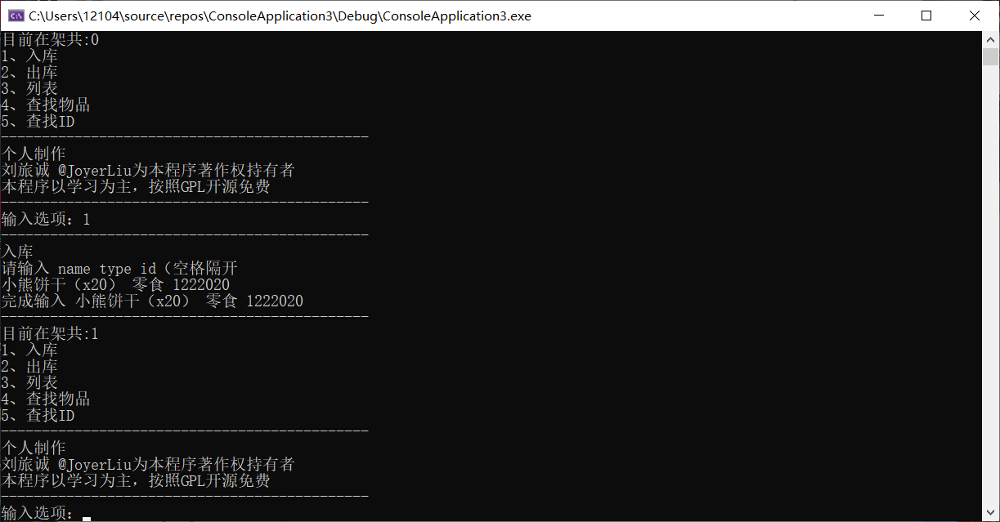 C:\Users\12104\source\repos\ConsoleApplication3\Debug\ConsoleApplication3.exe
目前在架共:0
1、入库
2、出库
3、列表
4、查找物品
5、查找ID
---------------------------------------------
个人制作
刘旅诚 @JoyerLiu为本程序著作权持有者
本程序以学习为主，按照GPL开源免费
---------------------------------------------
输入选项：1
---------------------------------------------
入库
请输入 name type id（空格隔开
小熊饼干（x20） 零食 1222020
完成输入 小熊饼干（x20） 零食 1222020
---------------------------------------------
目前在架共:1
1、入库
2、出库
3、列表
4、查找物品
5、查找ID
---------------------------------------------
个人制作
刘旅诚 @JoyerLiu为本程序著作权持有者
本程序以学习为主，按照GPL开源免费
---------------------------------------------
输入选项：